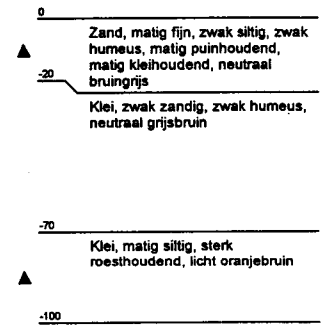 0
Zand, matig fijn, zwak siltig, zwak
humeus, matig puinhoudend,
matig kleihoudend, neutraal
bruingrijs
-20
Klei, zwak zandig, zwak humeus,
neutraal grijsbruin
-70
Klei, matig siltig, sterk
roesthoudend, licht oranjebruin
-100